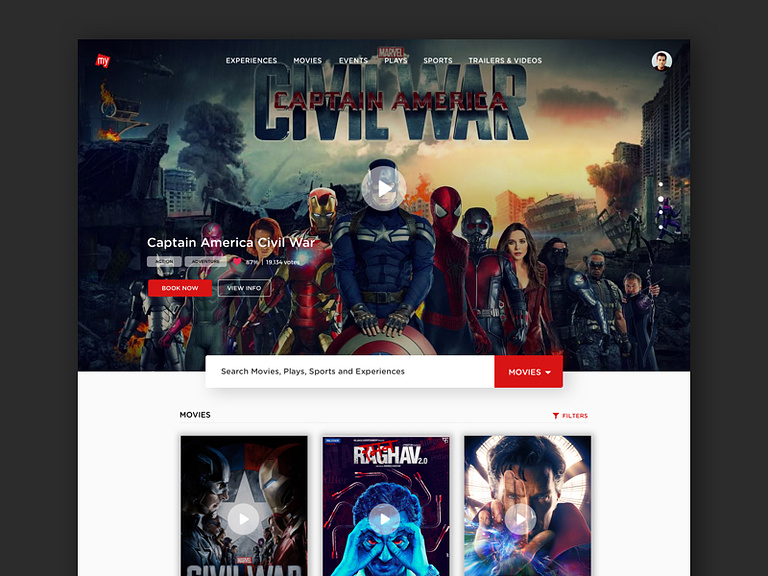 my
EXPERIENCES MOVIES EVENTS PLAYS SPORTS TRAILERS & VIDEOS
MARVEL
CIVIL WAR
CAPTAIN AMERICA
Captain America Civil War
ACTION ADVENTURE 87% | 19.134 votes
BOOK NOW VIEW INFO
Search Movies, Plays, Sports and Experiences MOVIES
MOVIES FILTERS
RAGHAV 2.0
MARVEL
CIVIL WAR